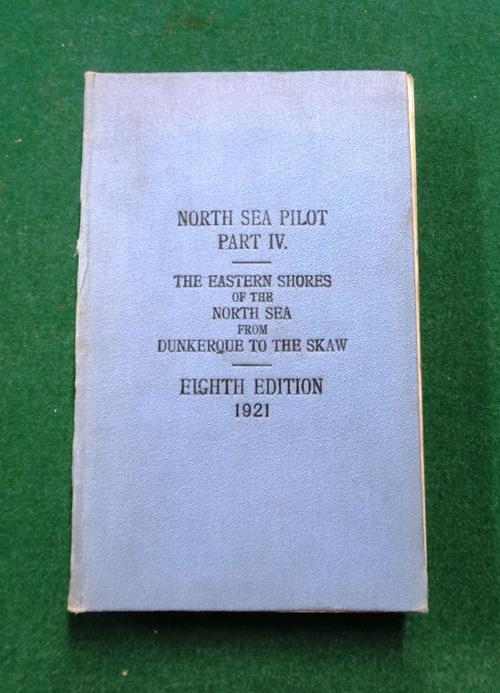 NORTH SEA PILOT
PART IV.
THE EASTERN SHORES
OF THE
NORTH SEA
FROM
DUNKERQUE TO THE SKAW
EIGHTH EDITION
1921